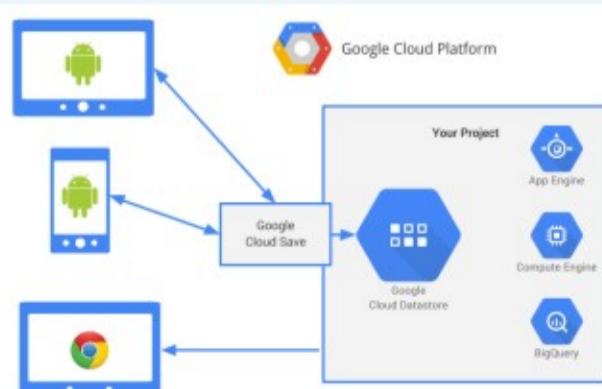 Google Cloud Platform
Your Project
App Engine
Google
Cloud Save
Compute Engine
Google
Cloud Datastore
BigQuery